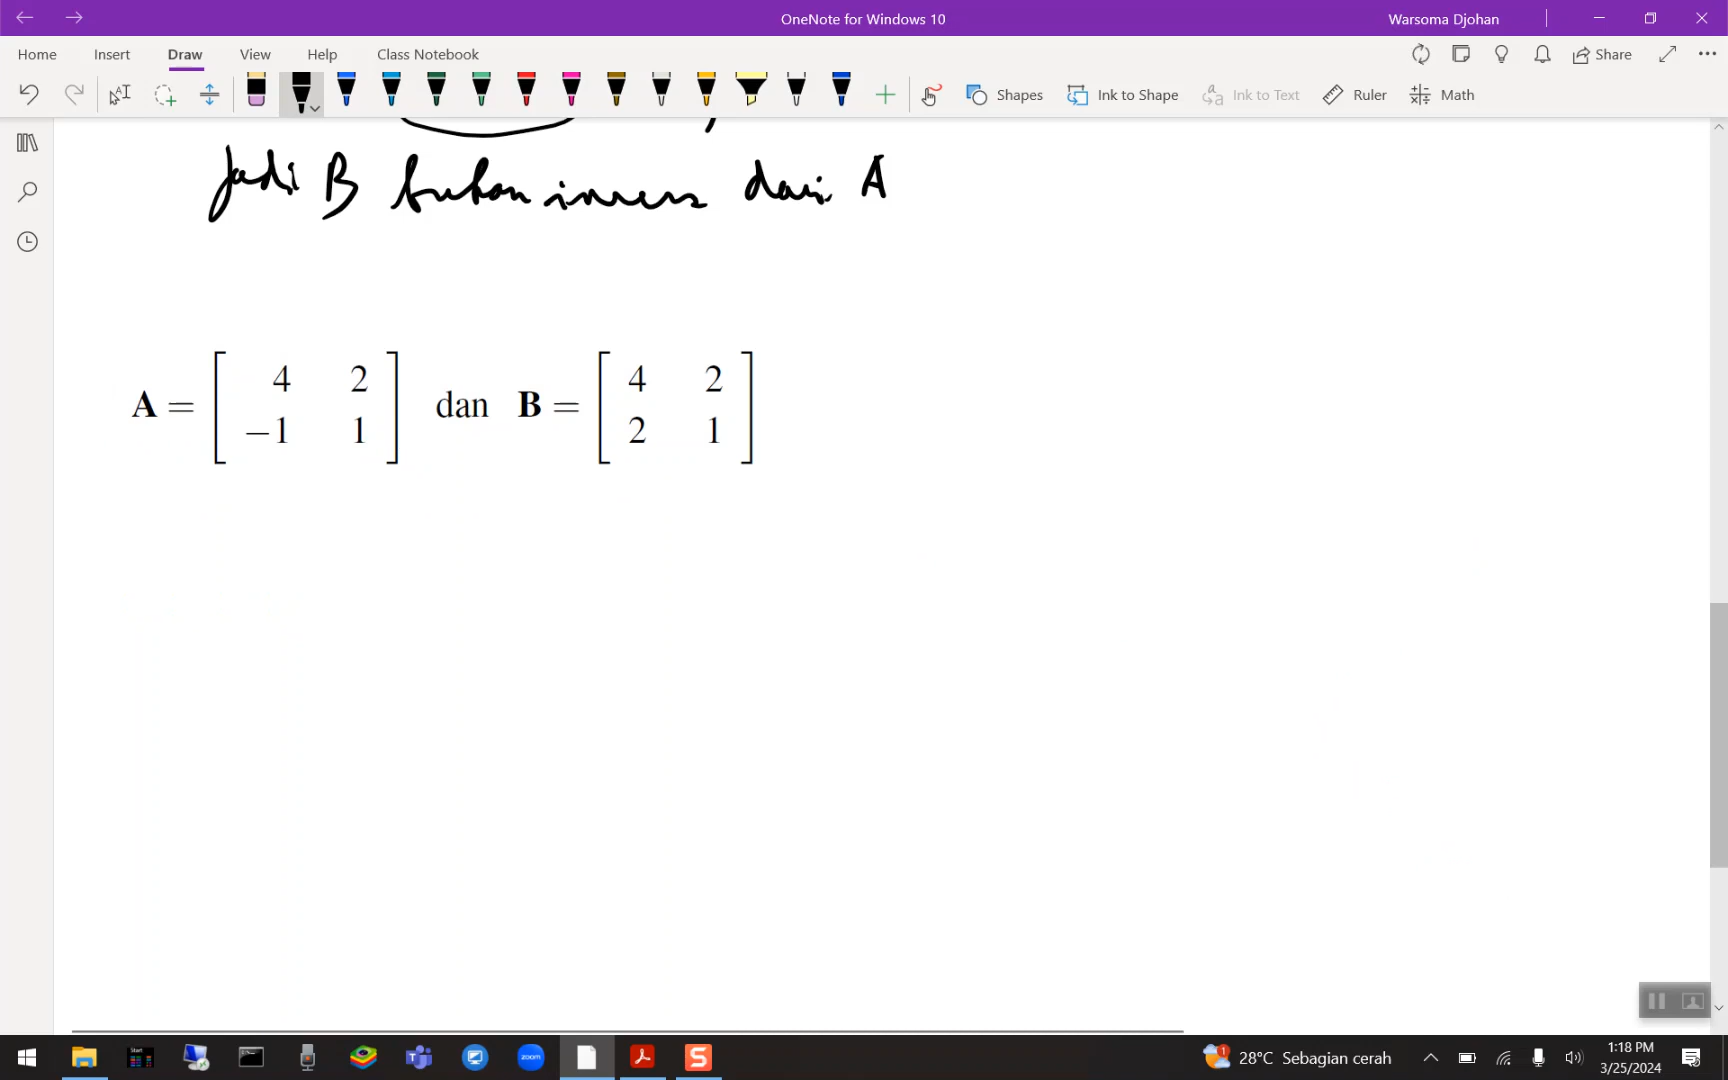 OneNote for Windows 10
Warsoma Djohan
Home Insert Draw View Help Class Notebook
Share
Shapes Ink to Shape Ink to Text Ruler Math
Jadi B bukan invers dari A
A = [ 4 2
-1 1 ] dan B = [ 4 2
2 1 ]
zoom
28°C Sebagian cerah
1:18 PM
3/25/2024